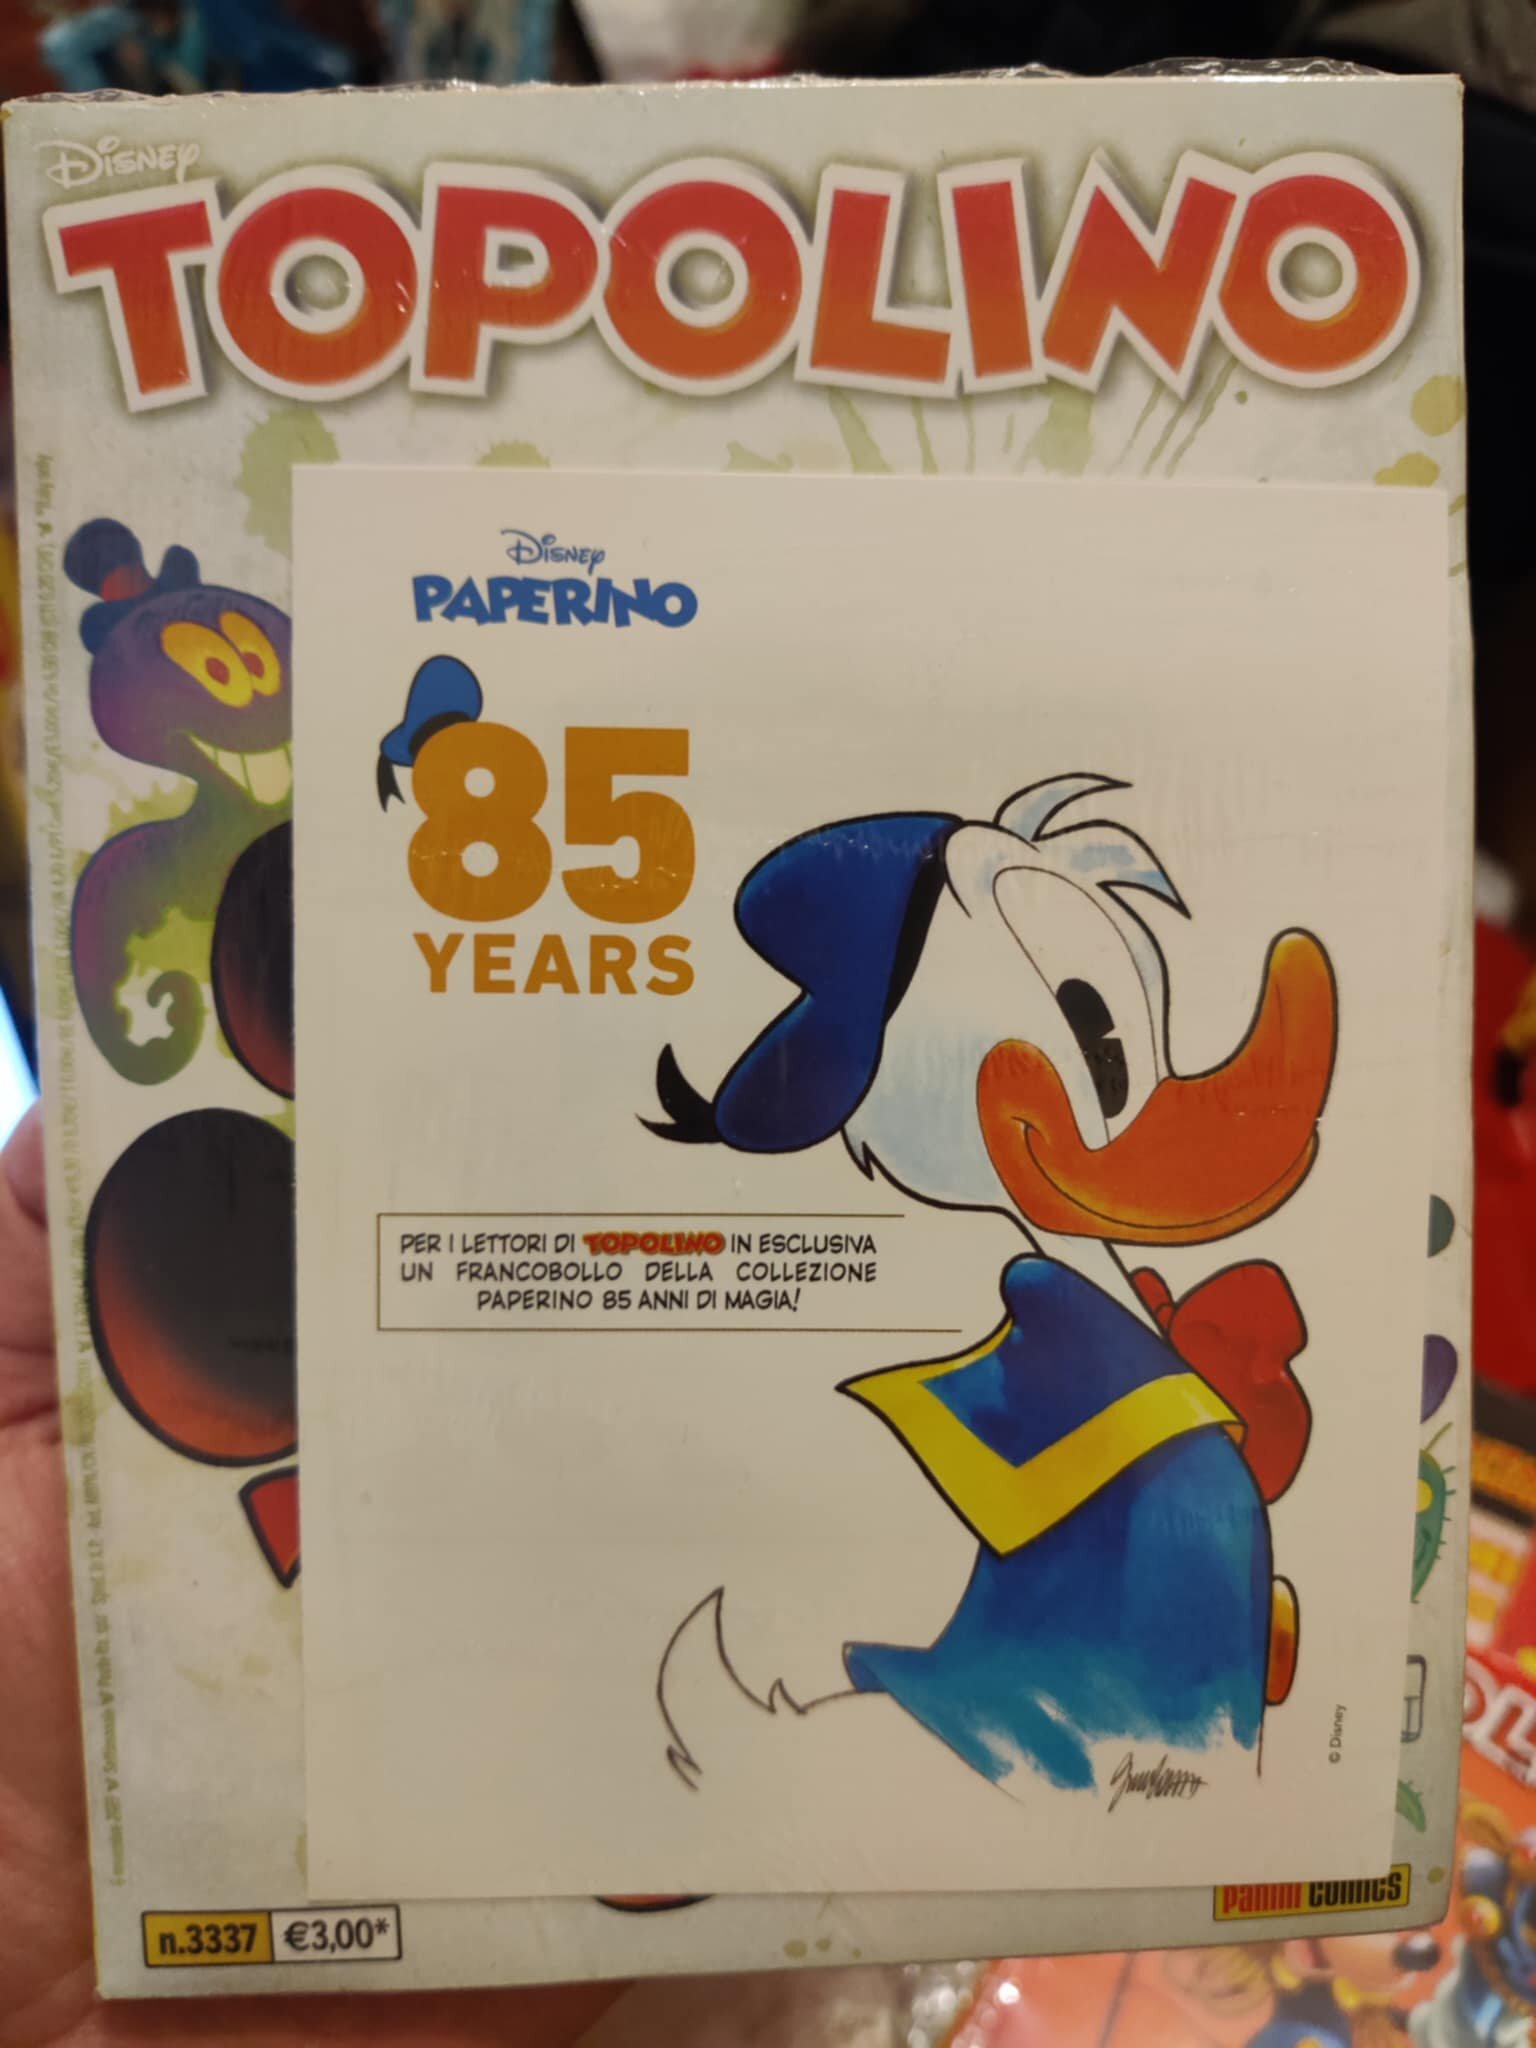 DISNEY
TOPOLINO
DISNEY
PAPERINO
85
YEARS
PER I LETTORI DI TOPOLINO IN ESCLUSIVA
UN FRANCOBOLLO DELLA COLLEZIONE
PAPERINO 85 ANNI DI MAGIA!
© Disney
PANINI COMICS
n.3337 €3,00*